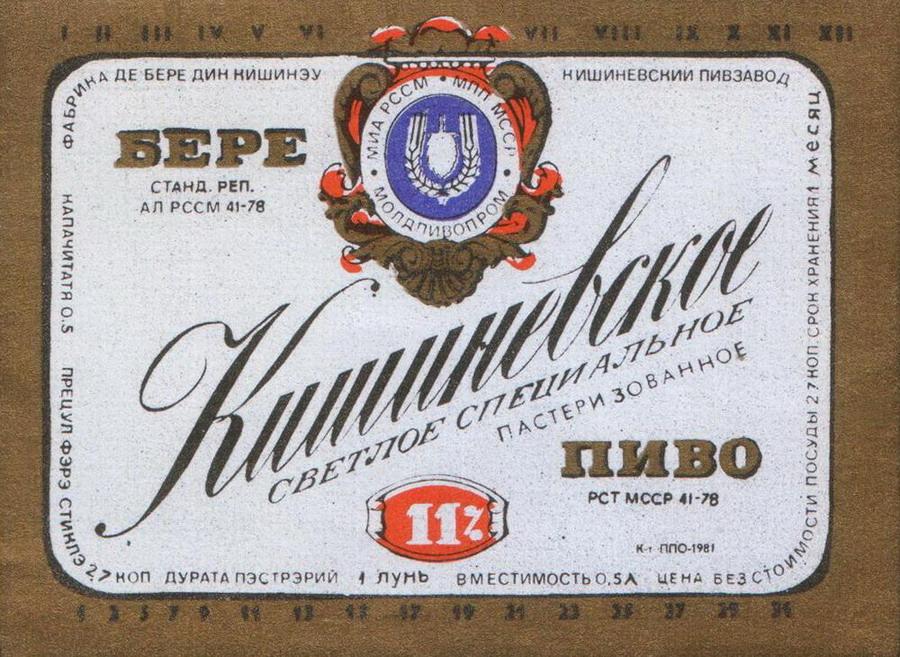 I II III IV V VI VII VIII IX X XI XII
ФАБРИКА ДЕ БЕРЕ ДИН КИШИНЭУ
КИШИНЕВСКИЙ ПИВЗАВОД
МИА РССМ • МПП МССР
• МОЛДПИВОПРОМ •
БЕРЕ
СТАНД. РЕП.
АЛ РССМ 41-78
Кишиневское
СВЕТЛОЕ СПЕЦИАЛЬНОЕ
ПАСТЕРИЗОВАННОЕ
ПИВО
РСТ МССР 41-78
11%
К-т ППО-1981
КАПАЧИТАТЯ 0.5 ПРЕЦУЛ ФЭРЭ СТИКЛЭ 27 КОП ДУРАТА ПЭСТРЭРИЙ 1 ЛУНЬ
ВМЕСТИМОСТЬ 0,5Л ЦЕНА БЕЗ СТОИМОСТИ ПОСУДЫ 27 КОП. СРОК ХРАНЕНИЯ 1 месяц
1 3 5 7 9 11 13 15 17 19 21 23 25 27 29 31